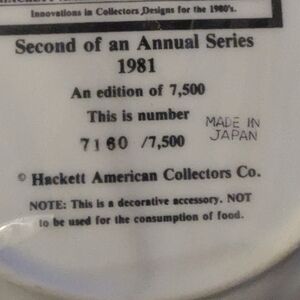 Innovations in Collectors Designs for the 1980's.
Second of an Annual Series
1981
An edition of 7,500
This is number
7160 /7,500
MADE IN
JAPAN
© Hackett American Collectors Co.
NOTE: This is a decorative accessory. NOT
to be used for the consumption of food.